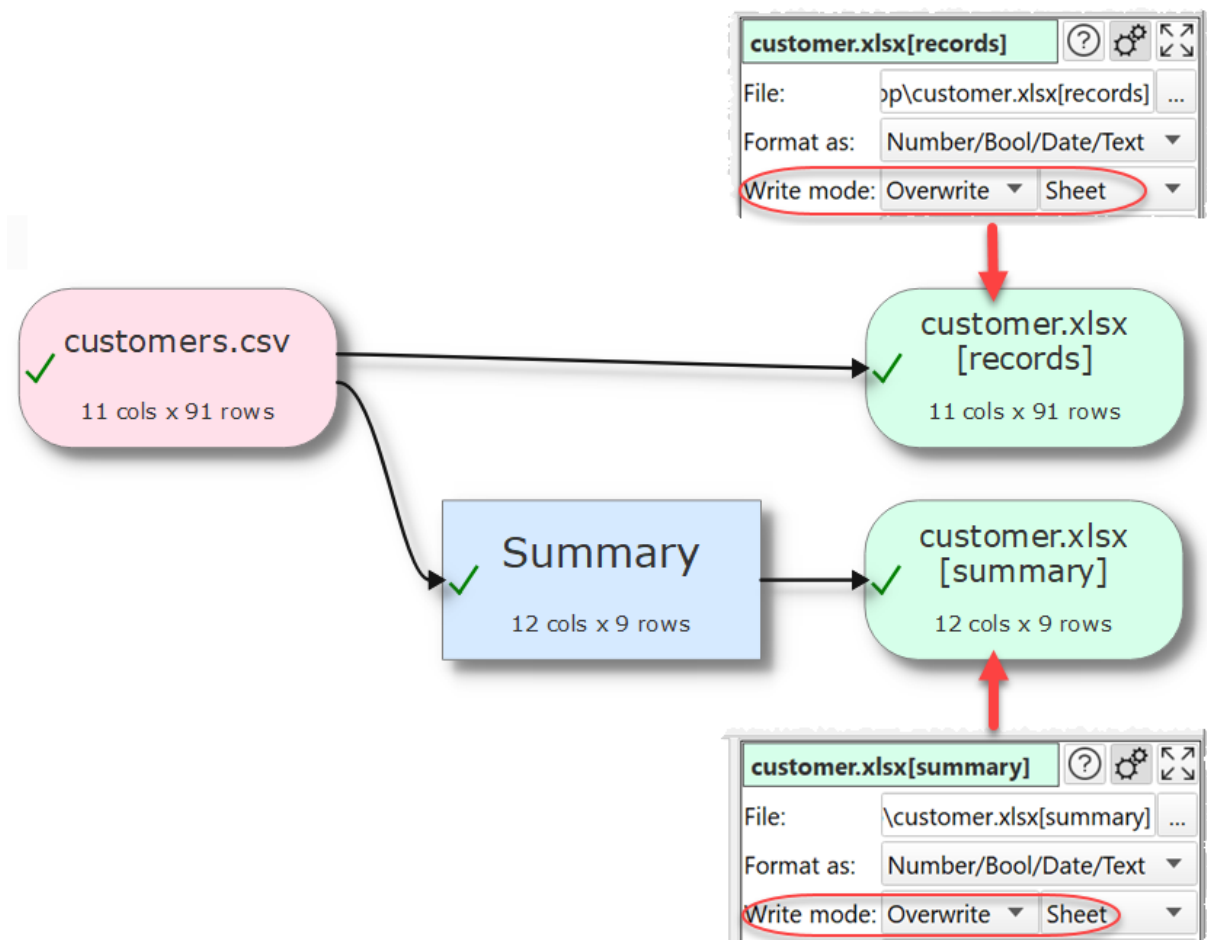 customer.xlsx[records]
File: op\customer.xlsx[records] ...
Format as: Number/Bool/Date/Text
Write mode: Overwrite Sheet
customers.csv
11 cols x 91 rows
customer.xlsx
[records]
11 cols x 91 rows
Summary
12 cols x 9 rows
customer.xlsx
[summary]
12 cols x 9 rows
customer.xlsx[summary]
File: \customer.xlsx[summary] ...
Format as: Number/Bool/Date/Text
Write mode: Overwrite Sheet